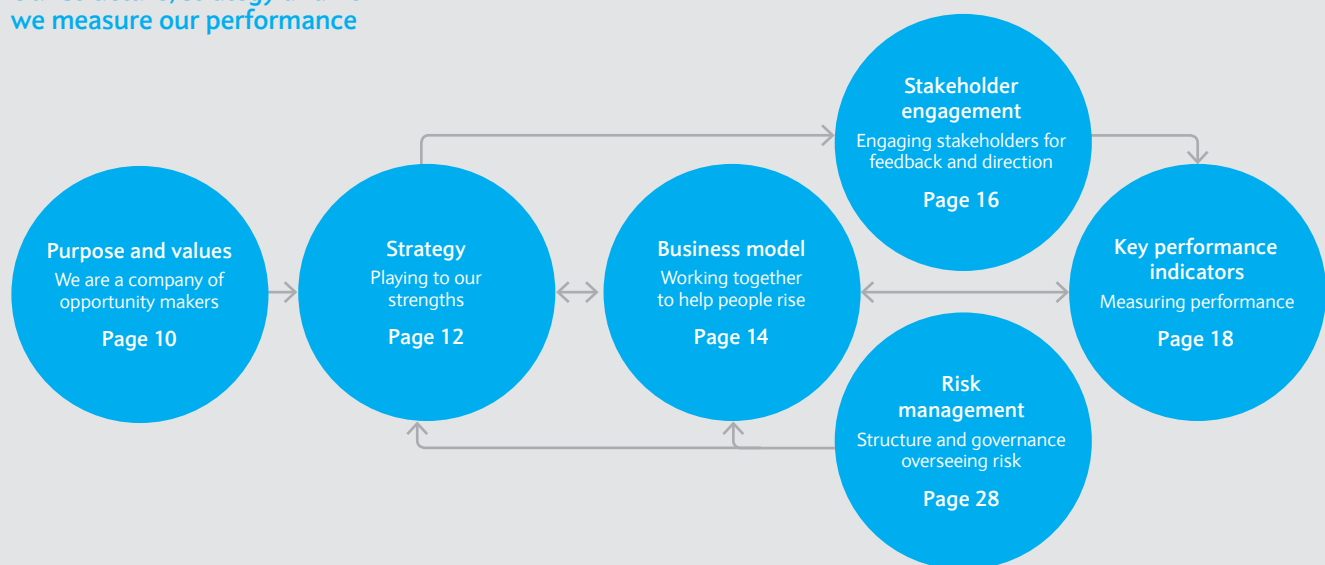 we measure our performance
Purpose and values
We are a company of
opportunity makers
Page 10
Strategy
Playing to our
strengths
Page 12
Business model
Working together
to help people rise
Page 14
Stakeholder
engagement
Engaging stakeholders for
feedback and direction
Page 16
Risk
management
Structure and governance
overseeing risk
Page 28
Key performance
indicators
Measuring performance
Page 18